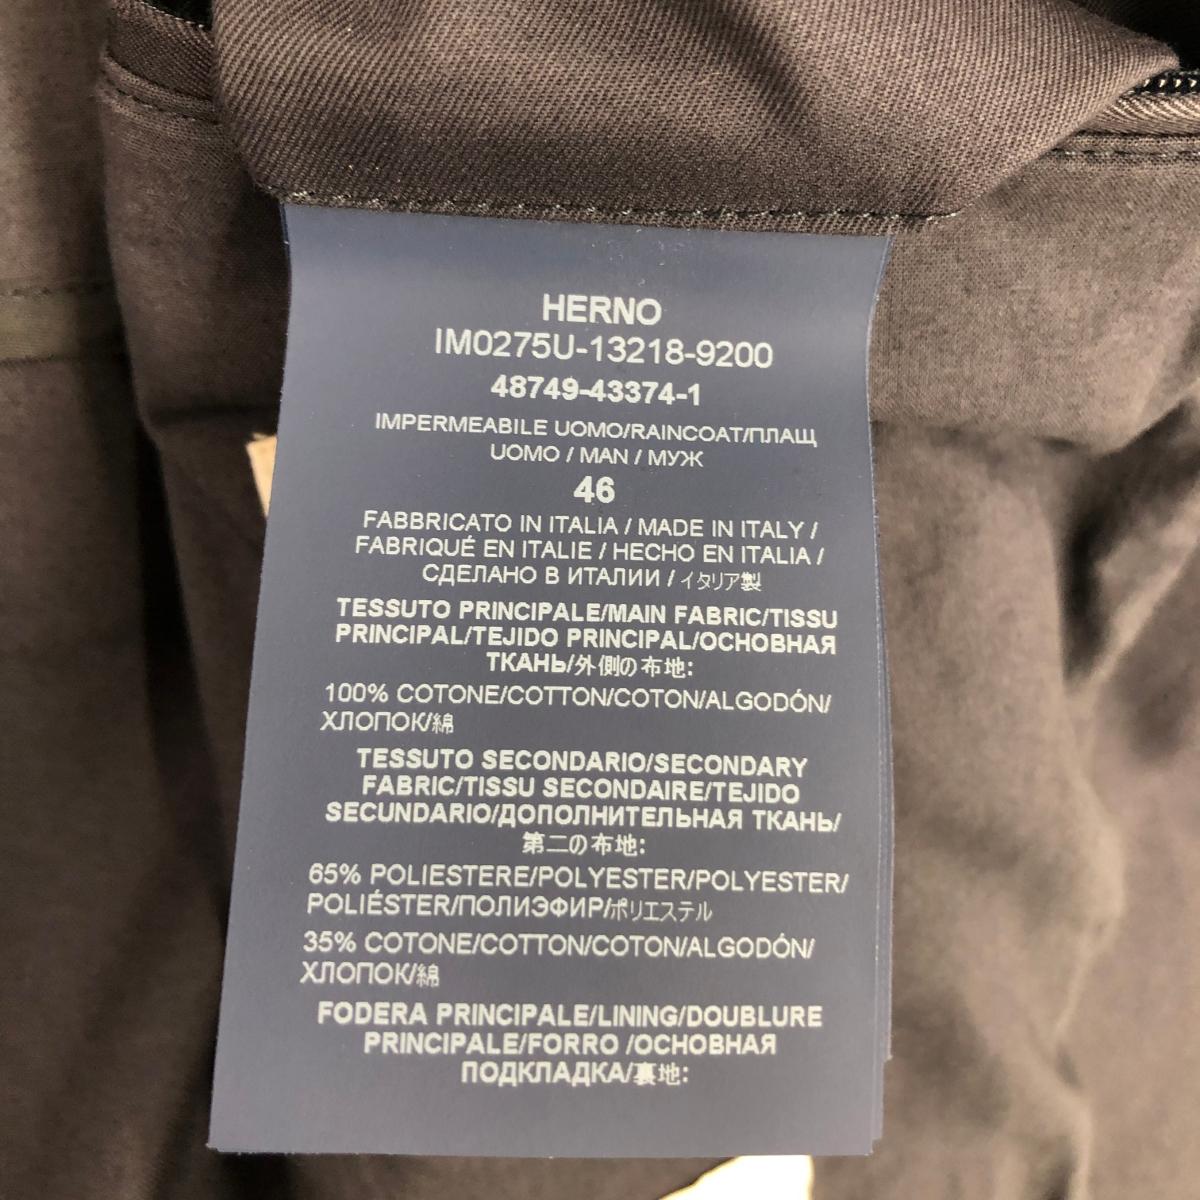 HERNO
IM0275U-13218-9200
48749-43374-1
IMPERMEABILE UOMO/RAINCOAT/ПЛАЩ
UOMO / MAN / МУЖ
46
FABBRICATO IN ITALIA / MADE IN ITALY /
FABRIQUÉ EN ITALIE / HECHO EN ITALIA /
СДЕЛАНО В ИТАЛИИ / イタリア製
TESSUTO PRINCIPALE/MAIN FABRIC/TISSU
PRINCIPAL/TEJIDO PRINCIPAL/ОСНОВНАЯ
ТКАНЬ/外側の布地:
100% COTONE/COTTON/COTON/ALGODÓN/
ХЛОПОК/綿
TESSUTO SECONDARIO/SECONDARY
FABRIC/TISSU SECONDAIRE/TEJIDO
SECUNDARIO/ДОПОЛНИТЕЛЬНАЯ ТКАНЬ/
第二の布地:
65% POLIESTERE/POLYESTER/POLYESTER/
POLIÉSTER/ПОЛИЭФИР/ポリエステル
35% COTONE/COTTON/COTON/ALGODÓN/
ХЛОПОК/綿
FODERA PRINCIPALE/LINING/DOUBLURE
PRINCIPALE/FORRO /ОСНОВНАЯ
ПОДКЛАДКА/裏地: